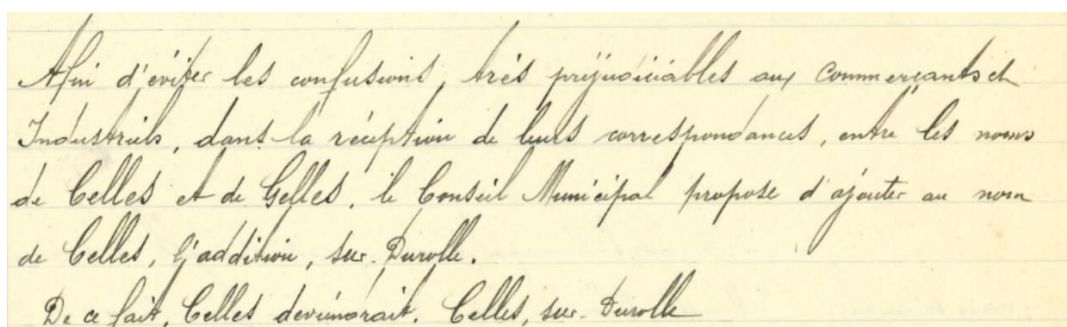 Afin d'éviter les confusions, très préjudiciables aux commerçants et
Industriels, dans la réception de leurs correspondances, entre les noms
de Celles et de Gelles, le Conseil Municipal propose d'ajouter au nom
de Celles, l'addition, sur-Durolle.
De ce fait, Celles deviendrait, Celles, sur-Durolle